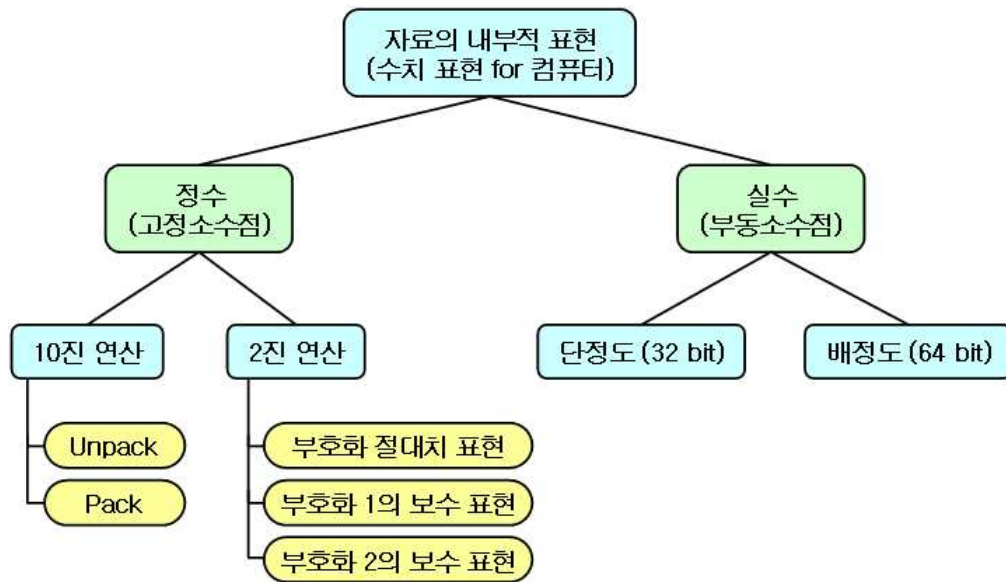 자료의 내부적 표현
(수치 표현 for 컴퓨터)
정수
(고정소수점)
실수
(부동소수점)
10진 연산
2진 연산
단정도 (32 bit)
배정도 (64 bit)
Unpack
Pack
부호화 절대치 표현
부호화 1의 보수 표현
부호화 2의 보수 표현